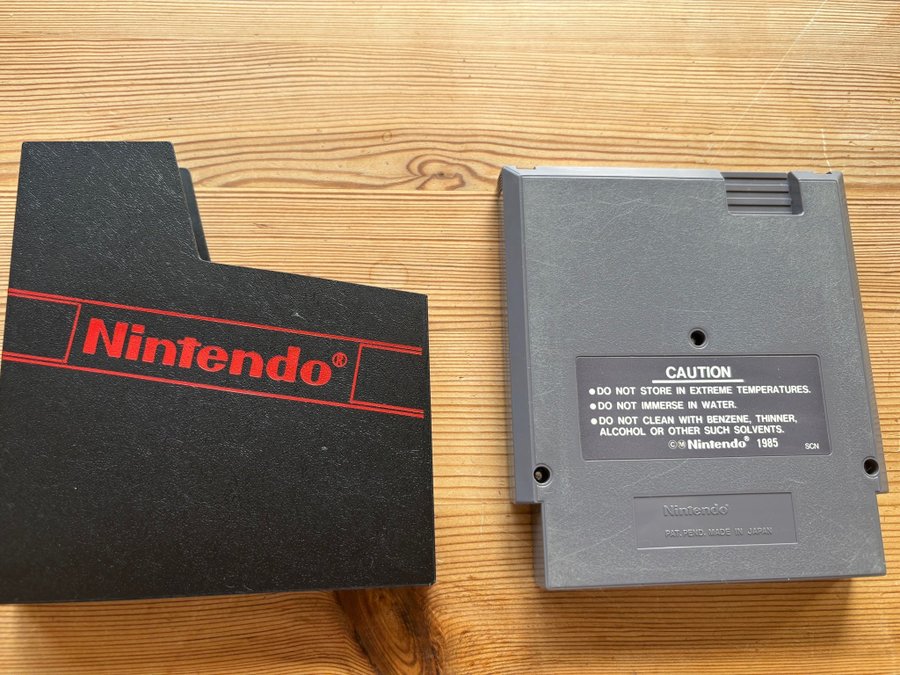 Nintendo®
CAUTION
●DO NOT STORE IN EXTREME TEMPERATURES.
●DO NOT IMMERSE IN WATER.
●DO NOT CLEAN WITH BENZENE, THINNER,
ALCOHOL OR OTHER SUCH SOLVENTS.
©Ⓜ Nintendo® 1985 SCN
Nintendo®
PAT. PEND. MADE IN JAPAN